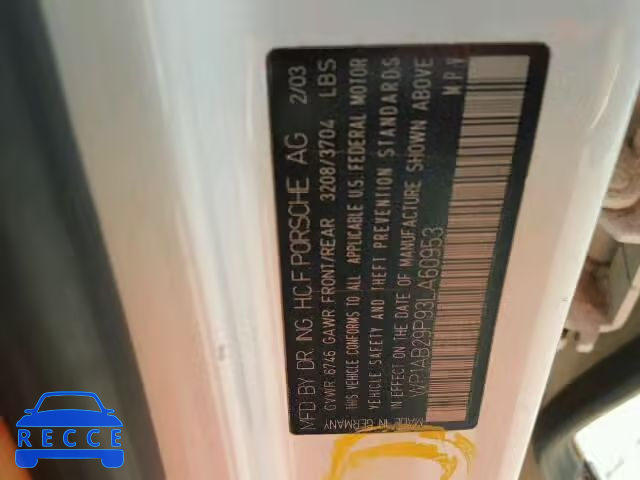 MFD BY DR. ING. H.C.F. PORSCHE AG 2/03
GVWR 6746 GAWR FRONT/REAR 3208/3704 LBS
THIS VEHICLE CONFORMS TO ALL APPLICABLE U.S. FEDERAL MOTOR
VEHICLE SAFETY AND THEFT PREVENTION STANDARDS
IN EFFECT ON THE DATE OF MANUFACTURE SHOWN ABOVE
WP1AB29P93LA60953 M.P.V
MADE IN
GERMANY
RECCE